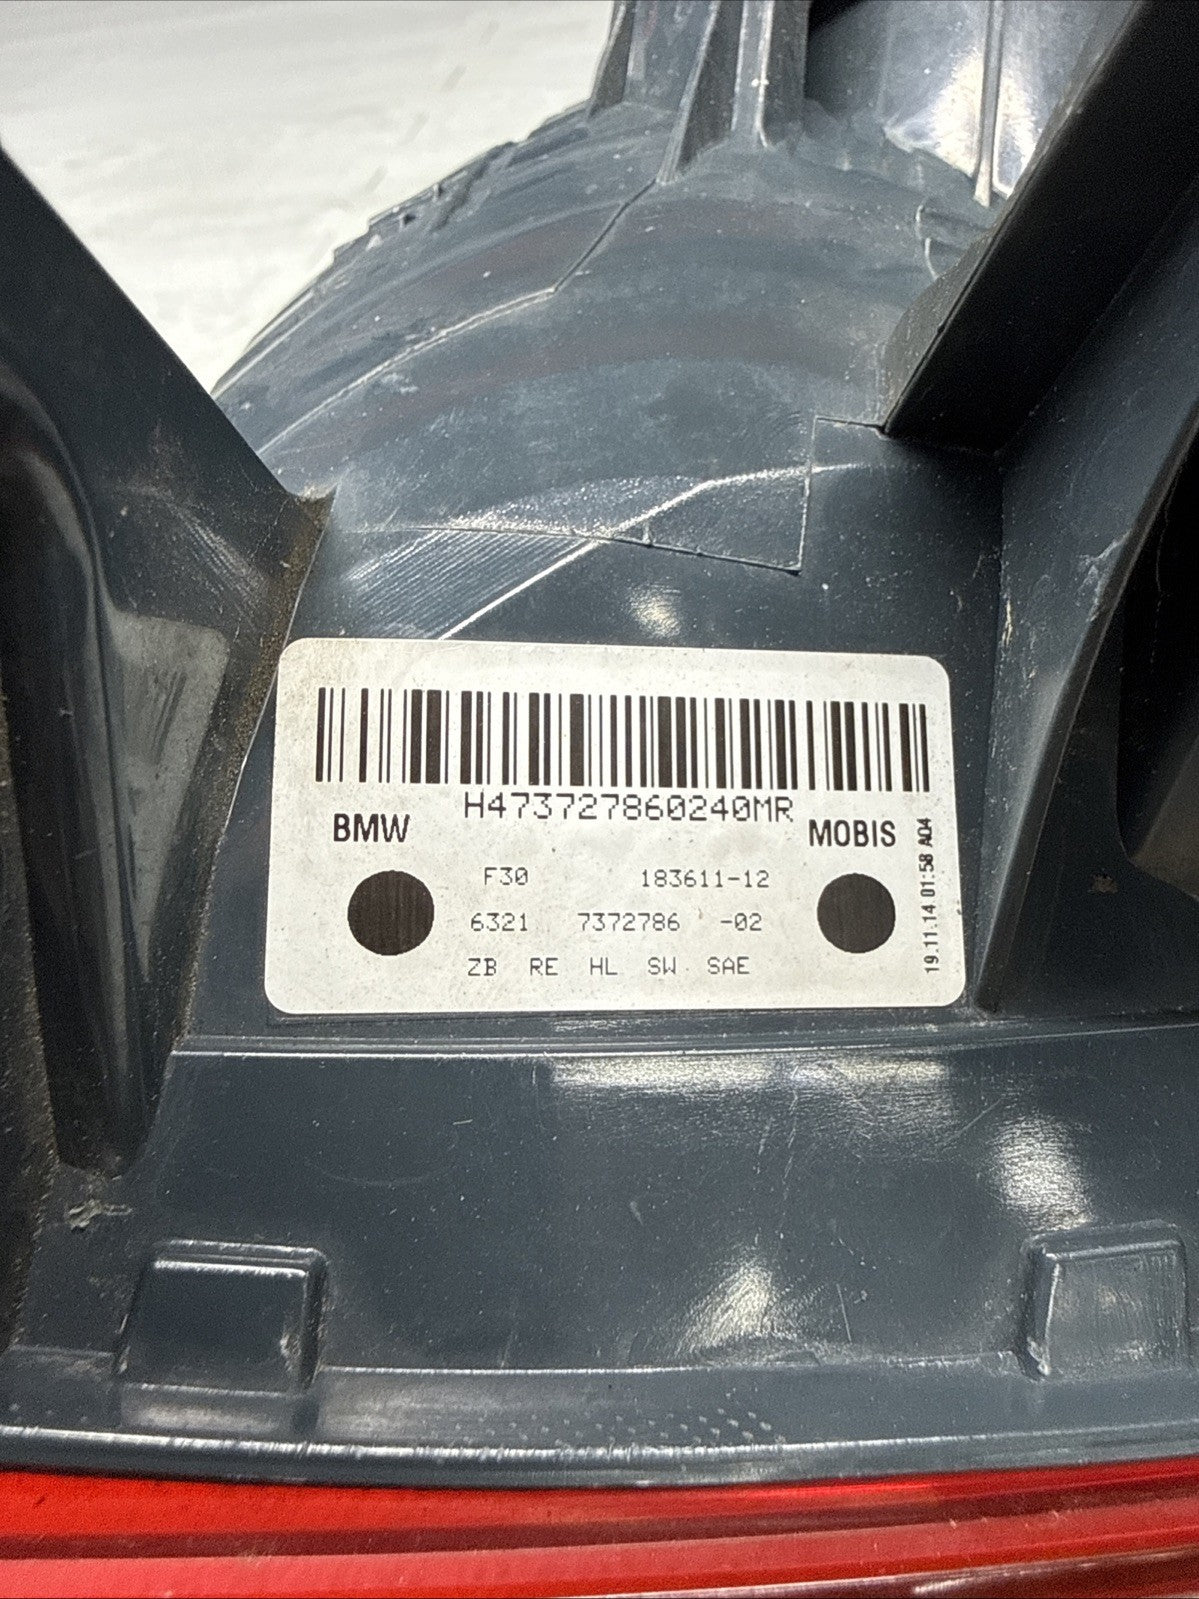 H473727860240MR
BMW
MOBIS
F30 183611-12
6321 7372786 -02
ZB RE HL SW SAE
19.11.14 01:58 A04